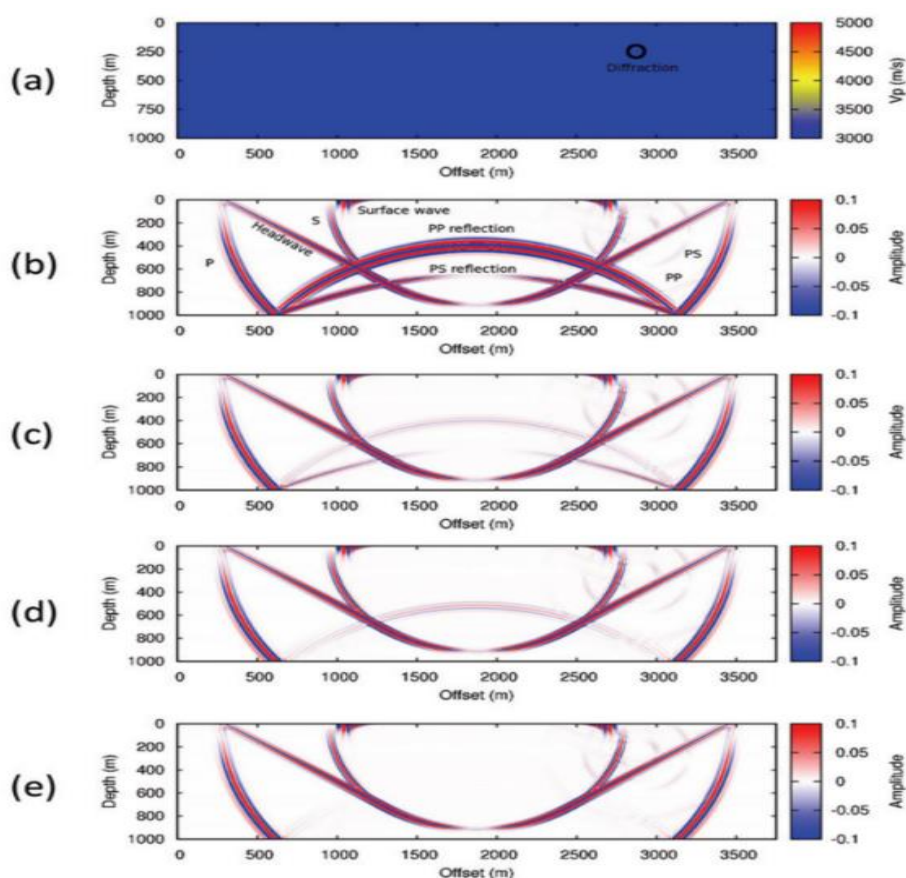 (a)
Depth (m)
0
250
500
750
1000
Diffraction
0 500 1000 1500 2000 2500 3000 3500
Offset (m)
5000
4500
4000
3500
3000
Vp (m/s)
(b)
Depth (m)
0
200
400
600
800
1000
P
Headwave
S
Surface wave
PP reflection
PS reflection
PS
PP
0 500 1000 1500 2000 2500 3000 3500
Offset (m)
0.1
0.05
0
-0.05
-0.1
Amplitude
(c)
Depth (m)
0
200
400
600
800
1000
0 500 1000 1500 2000 2500 3000 3500
Offset (m)
0.1
0.05
0
-0.05
-0.1
Amplitude
(d)
Depth (m)
0
200
400
600
800
1000
0 500 1000 1500 2000 2500 3000 3500
Offset (m)
0.1
0.05
0
-0.05
-0.1
Amplitude
(e)
Depth (m)
0
200
400
600
800
1000
0 500 1000 1500 2000 2500 3000 3500
Offset (m)
0.1
0.05
0
-0.05
-0.1
Amplitude